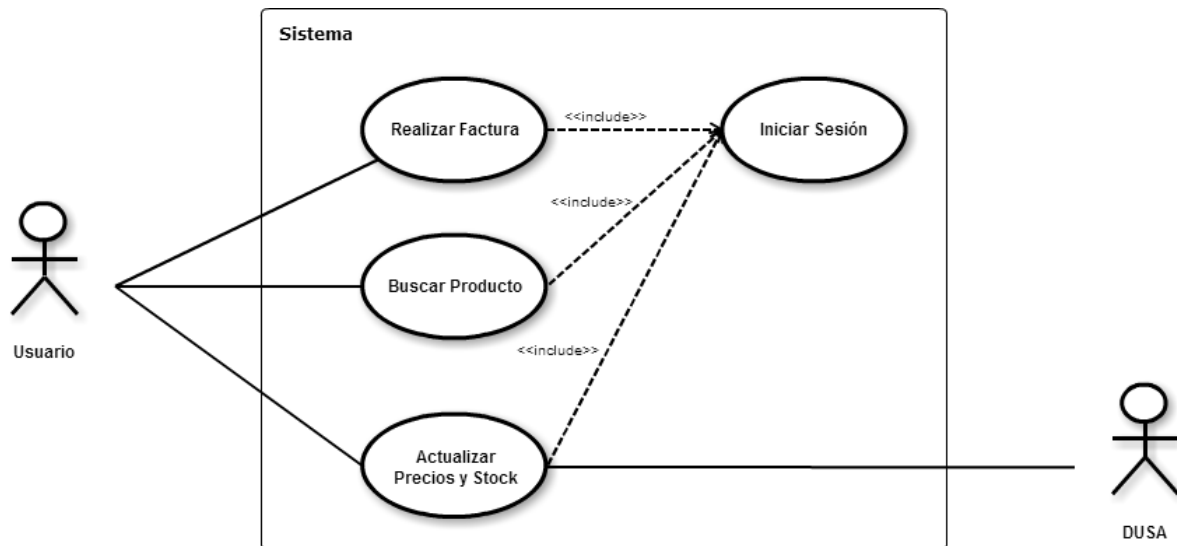 Sistema
Realizar Factura
<<include>>
Iniciar Sesión
<<include>>
Buscar Producto
Usuario
<<include>>
Actualizar
Precios y Stock
DUSA